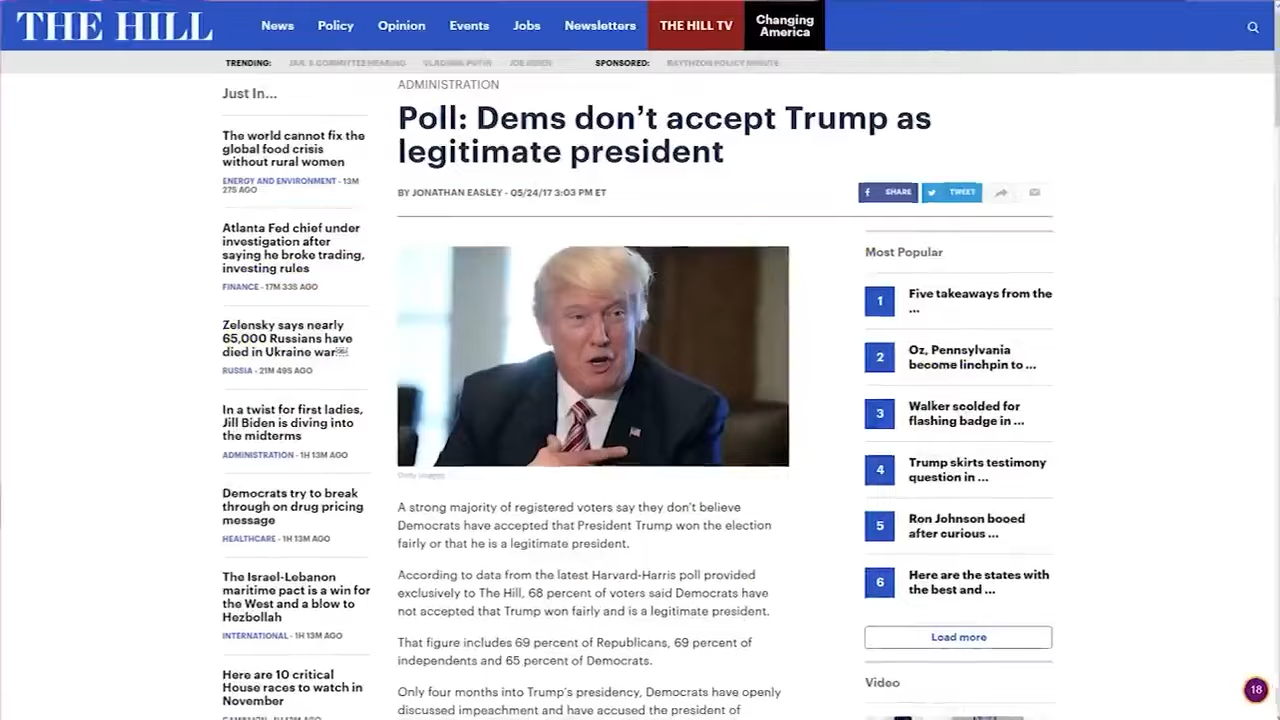 THE HILL
News Policy Opinion Events Jobs Newsletters THE HILL TV Changing
America
TRENDING: JAN. 6 COMMITTEE HEARING VLADIMIR PUTIN JOE BIDEN SPONSORED: RAYTHEON POLICY MINUTE
Just In...
The world cannot fix the
global food crisis
without rural women
ENERGY AND ENVIRONMENT - 13M
27S AGO
Atlanta Fed chief under
investigation after
saying he broke trading,
investing rules
FINANCE - 17M 33S AGO
Zelensky says nearly
65,000 Russians have
died in Ukraine war
RUSSIA - 21M 49S AGO
In a twist for first ladies,
Jill Biden is diving into
the midterms
ADMINISTRATION - 1H 13M AGO
Democrats try to break
through on drug pricing
message
HEALTHCARE - 1H 13M AGO
The Israel-Lebanon
maritime pact is a win for
the West and a blow to
Hezbollah
INTERNATIONAL - 1H 13M AGO
Here are 10 critical
House races to watch in
November
ADMINISTRATION
Poll: Dems don't accept Trump as
legitimate president
BY JONATHAN EASLEY - 05/24/17 3:03 PM ET
SHARE TWEET
Getty Images
A strong majority of registered voters say they don't believe
Democrats have accepted that President Trump won the election
fairly or that he is a legitimate president.
According to data from the latest Harvard-Harris poll provided
exclusively to The Hill, 68 percent of voters said Democrats have
not accepted that Trump won fairly and is a legitimate president.
That figure includes 69 percent of Republicans, 69 percent of
independents and 65 percent of Democrats.
Only four months into Trump's presidency, Democrats have openly
discussed impeachment and have accused the president of
Most Popular
1 Five takeaways from the
...
2 Oz, Pennsylvania
become linchpin to ...
3 Walker scolded for
flashing badge in ...
4 Trump skirts testimony
question in ...
5 Ron Johnson booed
after curious ...
6 Here are the states with
the best and ...
Load more
Video
18